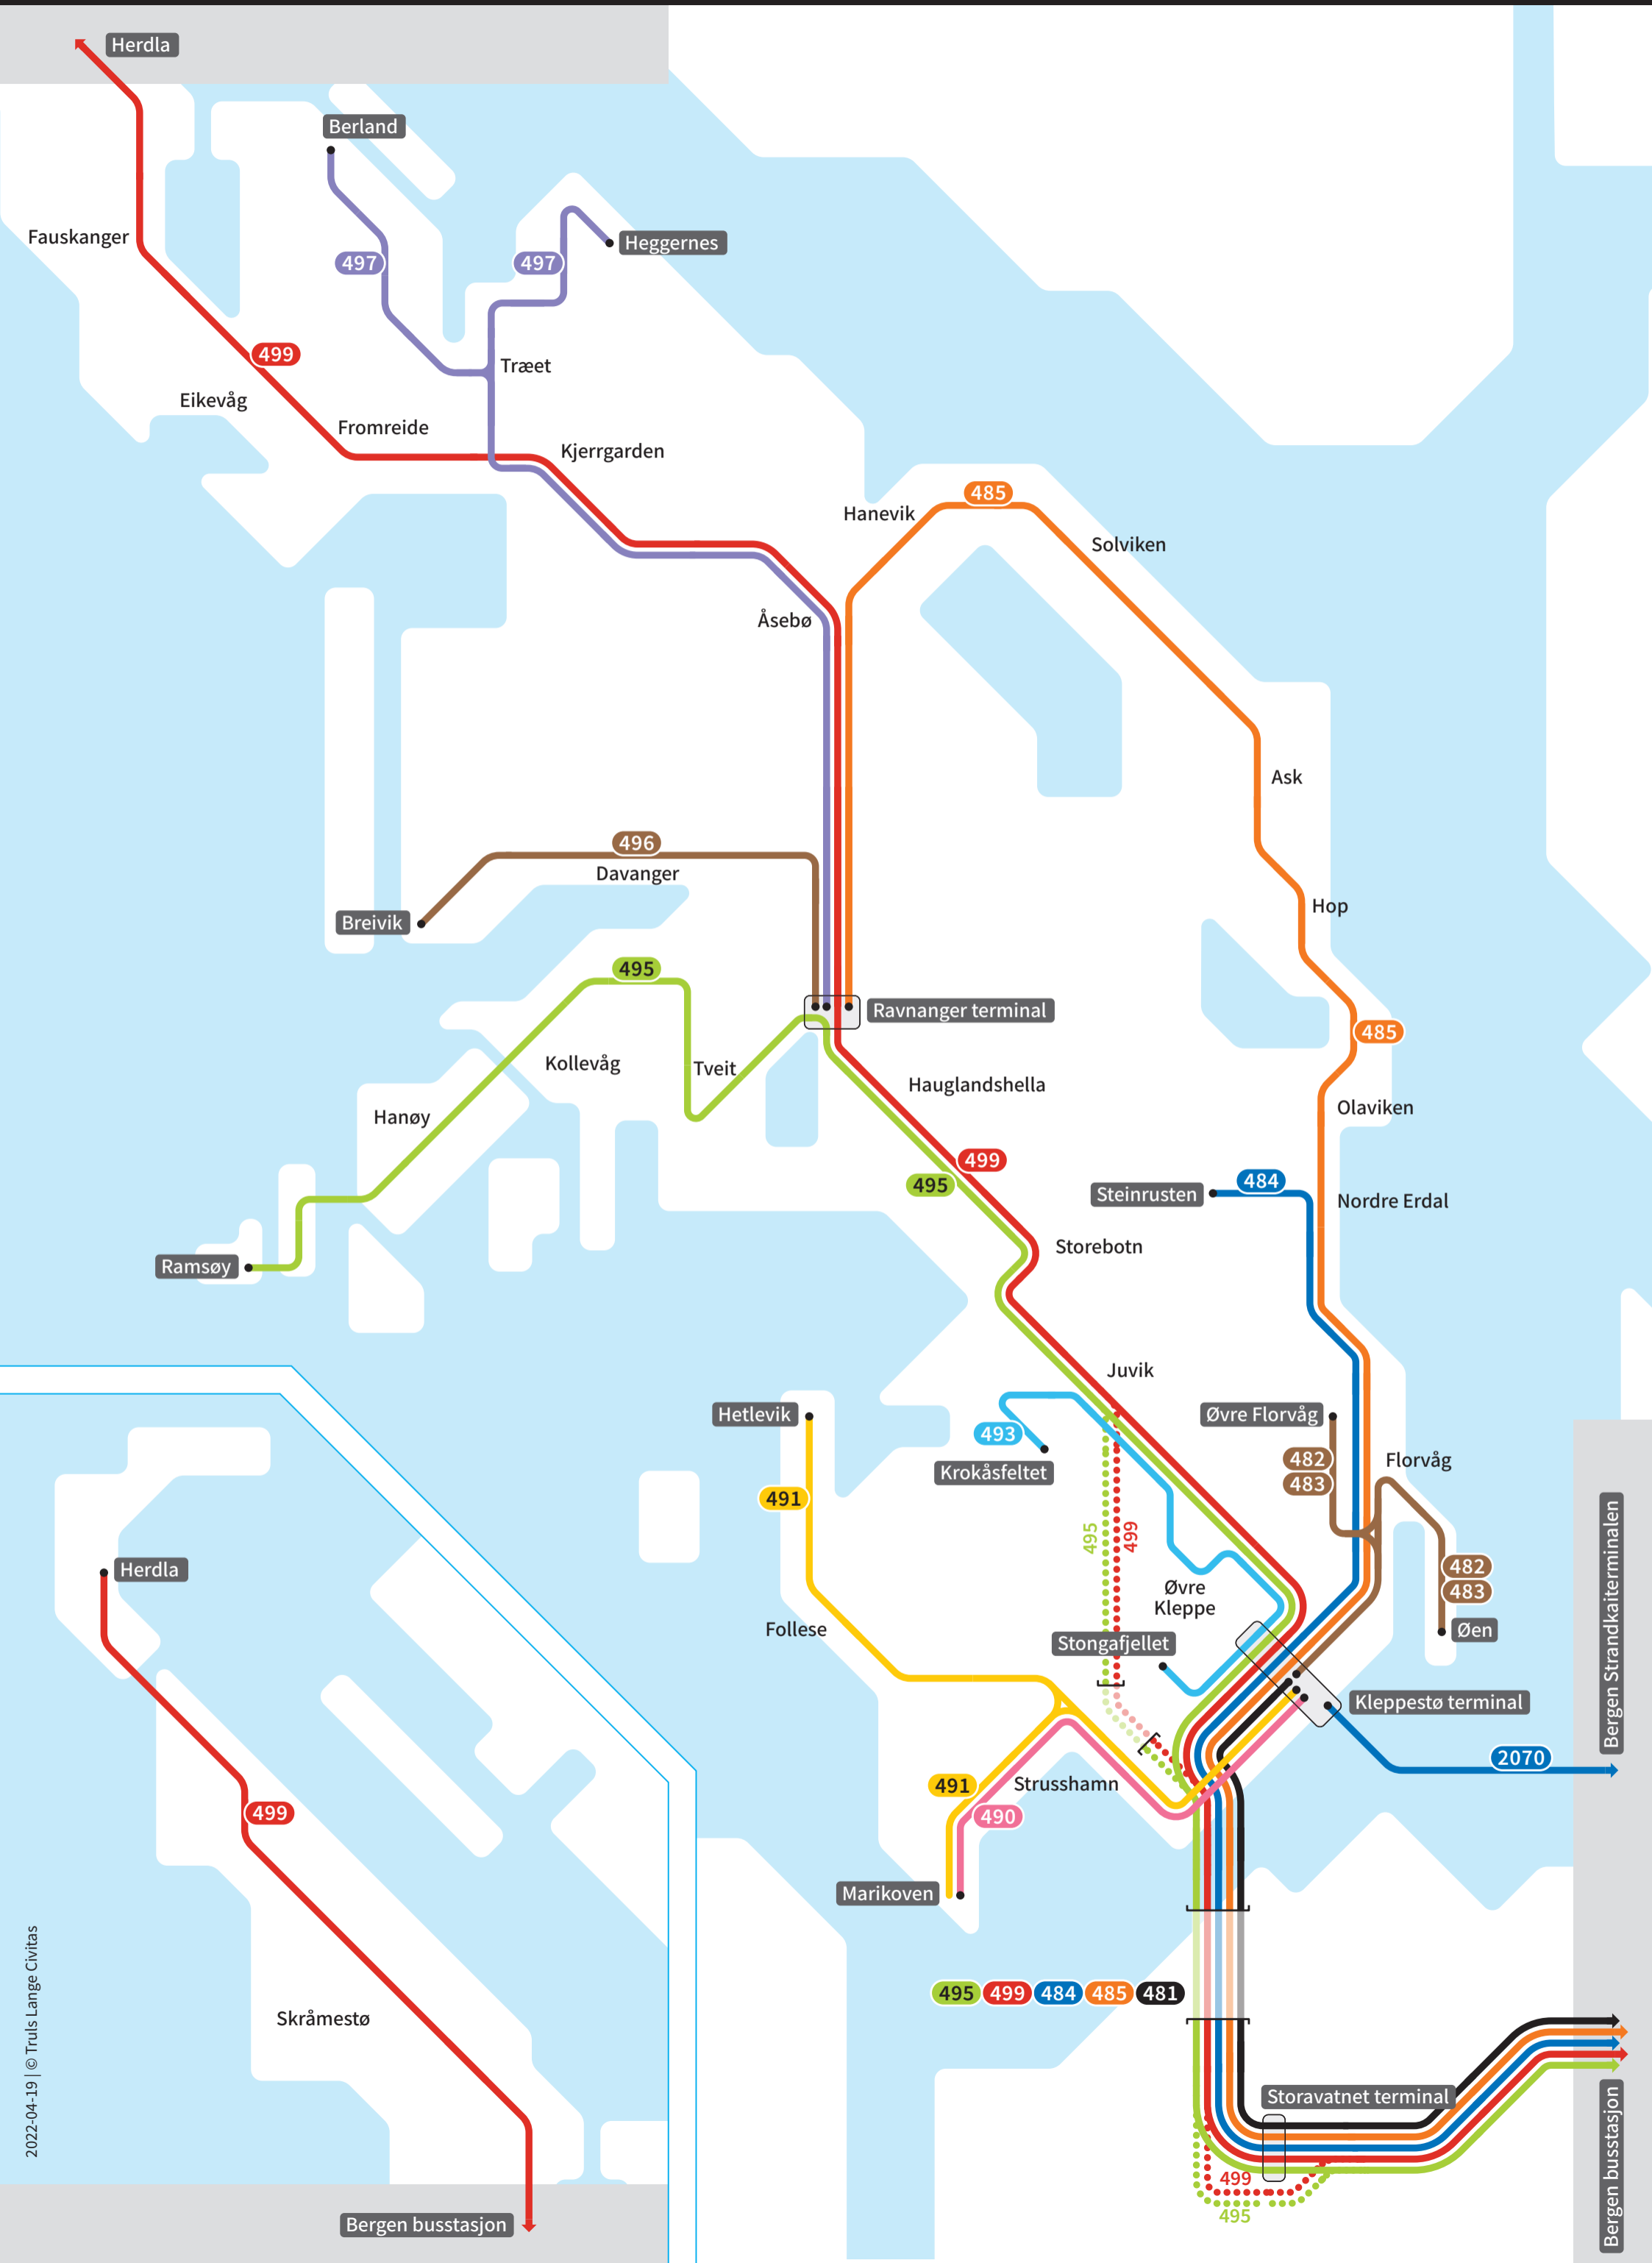 Herdla
Berland
Fauskanger
497
497
Heggernes
499
Træet
Eikevåg
Fromreide
Kjerrgarden
485
Hanevik
Solviken
Åsebø
Ask
496
Davanger
Hop
Breivik
495
Ravnanger terminal
485
Kollevåg
Tveit
Hauglandshella
Hanøy
Olaviken
499
495
484
Steinrusten
Nordre Erdal
Ramsøy
Storebotn
Juvik
Hetlevik
Øvre Florvåg
493
Krokåsfeltet
482
483
Florvåg
491
495
499
Herdla
482
483
Øvre
Kleppe
Follese
Øen
Stongafjellet
Bergen Strandkaiterminalen
Kleppestø terminal
2070
491
Strusshamn
490
499
Marikoven
495 499 484 485 481
Skråmestø
2022-04-19 | © Truls Lange Civitas
Storavatnet terminal
499
495
Bergen busstasjon
Bergen busstasjon